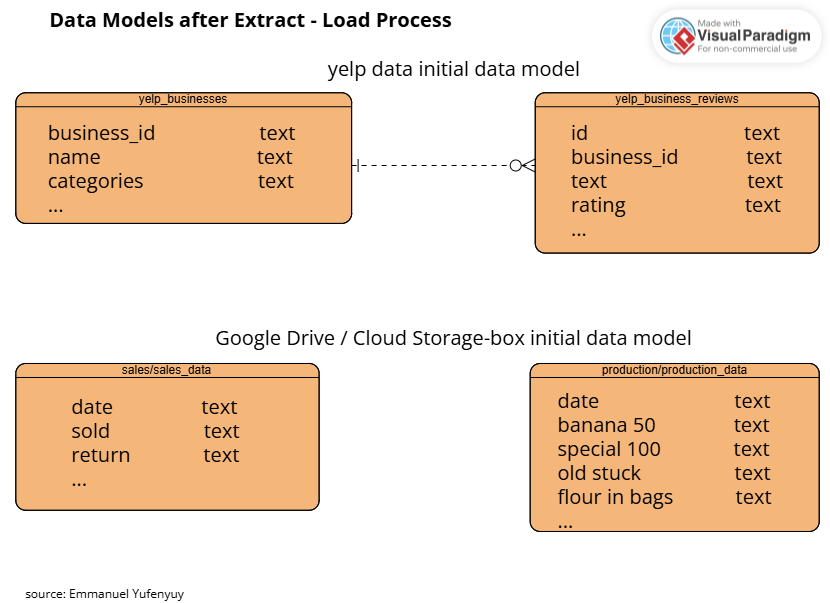 Data Models after Extract - Load Process
Made with
VisualParadigm
For non-commercial use
yelp data initial data model
yelp_businesses
business_id text
name text
categories text
...
yelp_business_reviews
id text
business_id text
text text
rating text
...
Google Drive / Cloud Storage-box initial data model
sales/sales_data
date text
sold text
return text
...
production/production_data
date text
banana 50 text
special 100 text
old stuck text
flour in bags text
...
source: Emmanuel Yufenyuy